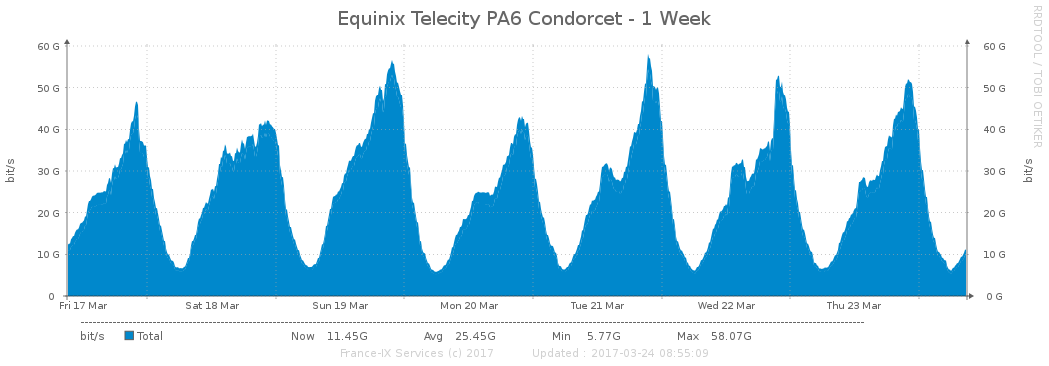 Equinix Telecity PA6 Condorcet - 1 Week
RRDTOOL / TOBI OETIKER
60 G 60 G
50 G 50 G
40 G 40 G
30 G 30 G
20 G 20 G
10 G 10 G
0 0 G
bit/s
bit/s
Fri 17 Mar Sat 18 Mar Sun 19 Mar Mon 20 Mar Tue 21 Mar Wed 22 Mar Thu 23 Mar
bit/s Total Now 11.45G Avg 25.45G Min 5.77G Max 58.07G
France-IX Services (c) 2017 Updated : 2017-03-24 08:55:09